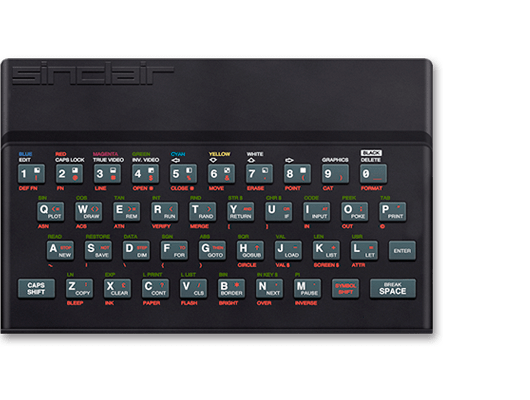 sinclair
BLUE RED MAGENTA GREEN CYAN YELLOW WHITE BLACK
EDIT CAPS LOCK TRUE VIDEO INV. VIDEO GRAPHICS DELETE
1 2 3 4 5 6 7 8 9 0
DEF FN FN LINE OPEN # CLOSE # MOVE ERASE POINT CAT FORMAT
SIN COS TAN INT RND STR $ CHR $ CODE PEEK TAB
Q W E R T Y U I O P
PLOT DRAW REM RUN RAND RETURN IF INPUT POKE PRINT
ASN ACS ATN VERIFY MERGE [ ] IN OUT ©
READ RESTORE DATA SGN ABS SQR VAL LEN USR
A STOP S NOT D STEP F TO G THEN H J K L ENTER
NEW SAVE DIM FOR GOTO GOSUB LOAD LIST LET
CIRCLE VAL $ SCREEN $ ATTR
LN EXP L PRINT L LIST BIN IN KEY $ PI
CAPS SHIFT Z X C V B N M SYMBOL SHIFT BREAK SPACE
COPY CLEAR CONT CLS BORDER NEXT PAUSE
BLEEP INK PAPER FLASH BRIGHT OVER INVERSE